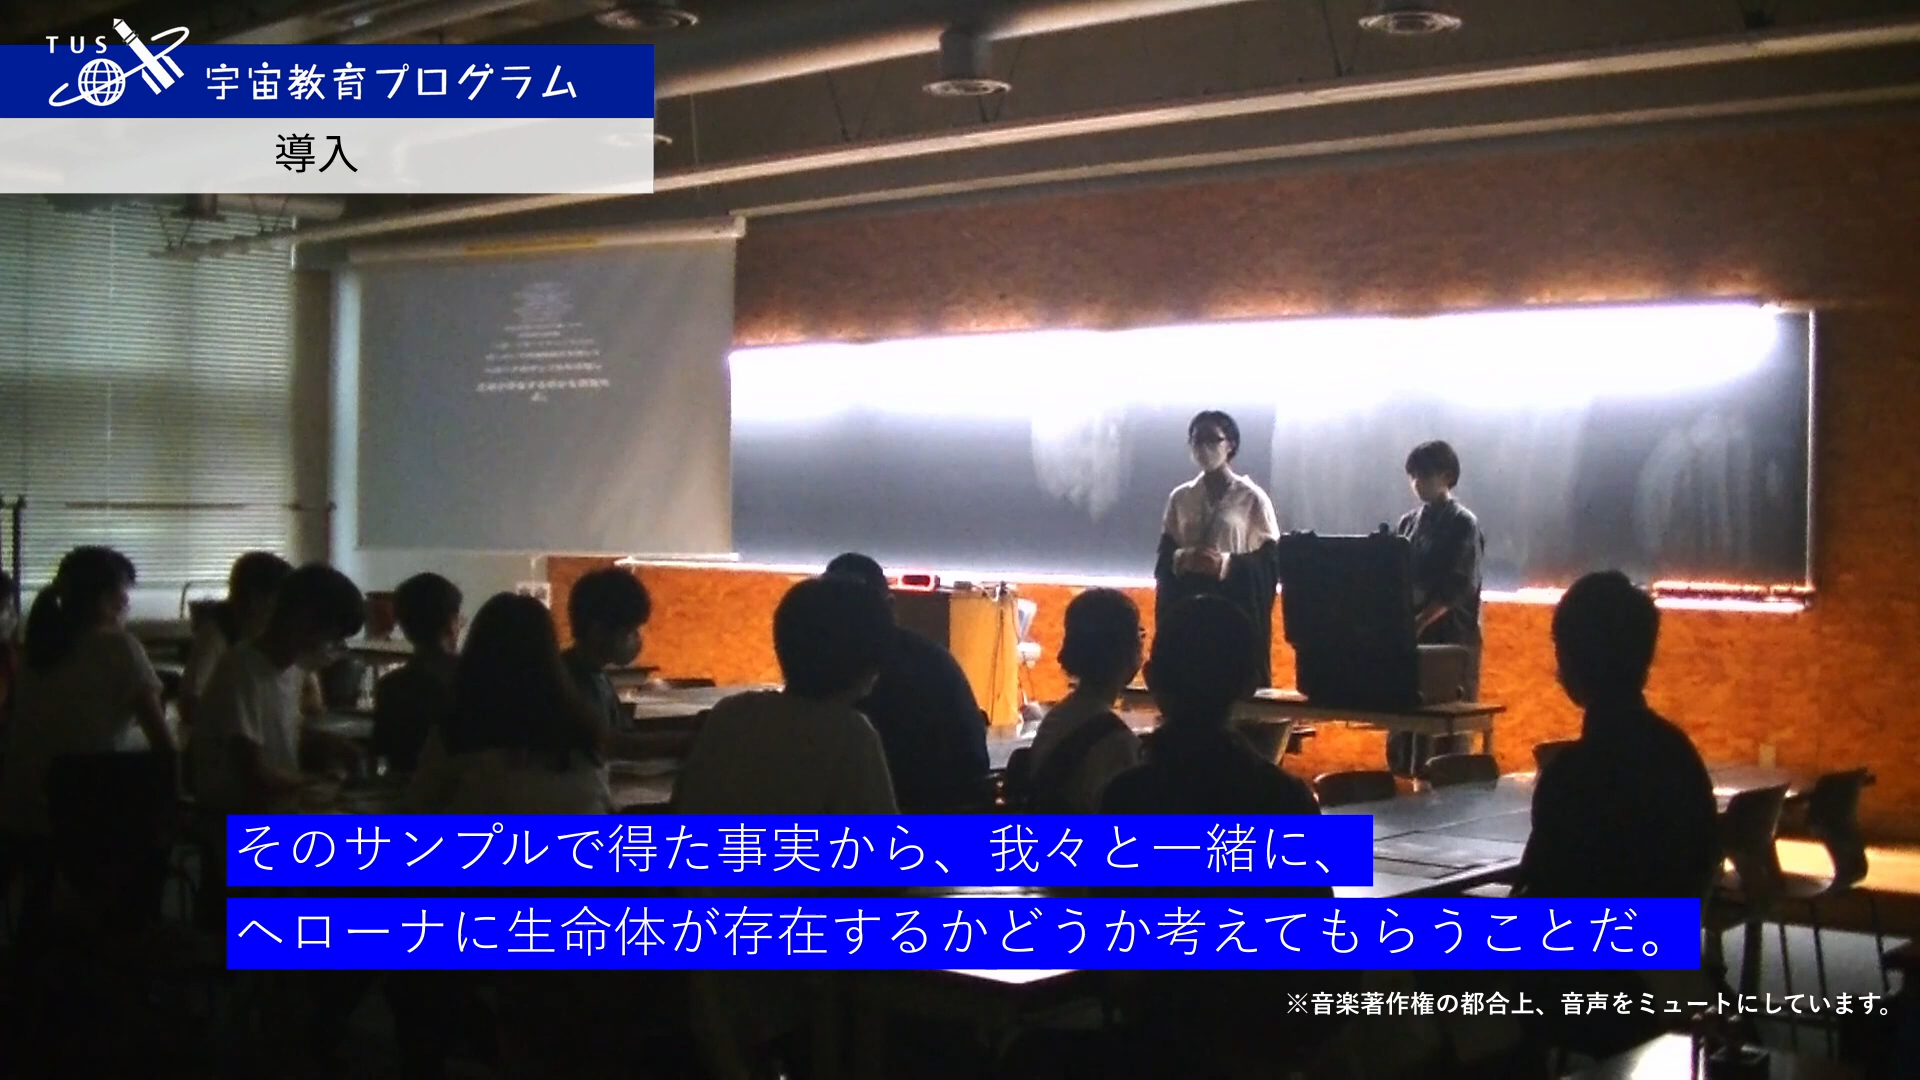 TUS
宇宙教育プログラム
導入
そのサンプルで得た事実から、我々と一緒に、
ヘローナに生命体が存在するかどうか考えてもらうことだ。
※音楽著作権の都合上、音声をミュートにしています。